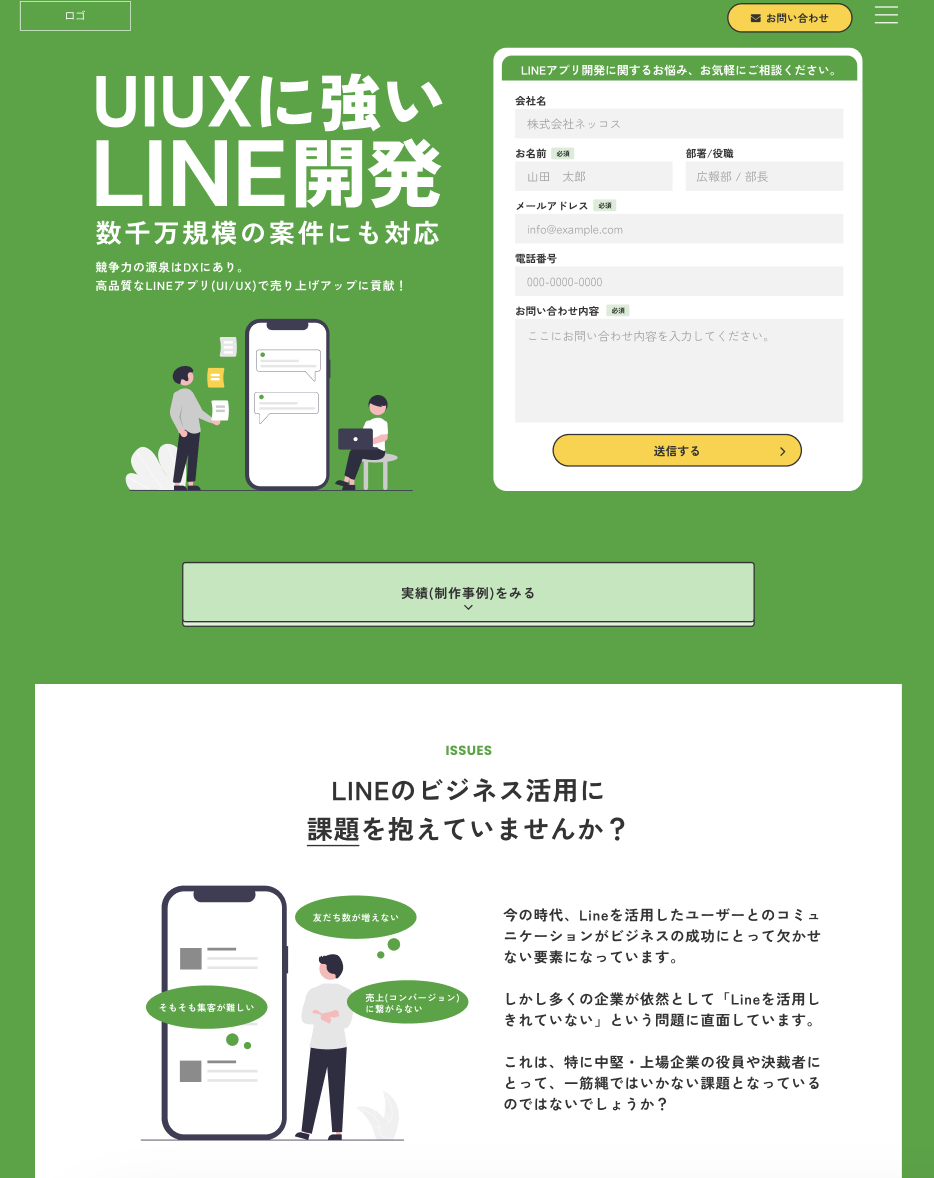 ロゴ
お問い合わせ
UIUXに強い
LINE開発
数千万規模の案件にも対応
競争力の源泉はDXにあり。
高品質なLINEアプリ(UI/UX)で売り上げアップに貢献！
LINEアプリ開発に関するお悩み、お気軽にご相談ください。
会社名
株式会社ネッコス
お名前 必須
山田　太郎
部署/役職
広報部 / 部長
メールアドレス 必須
info@example.com
電話番号
000-0000-0000
お問い合わせ内容 必須
ここにお問い合わせ内容を入力してください。
送信する
実績(制作事例)をみる
ISSUES
LINEのビジネス活用に
課題を抱えていませんか？
友だち数が増えない
そもそも集客が難しい
売上(コンバージョン)
に繋がらない
今の時代、Lineを活用したユーザーとのコミュ
ニケーションがビジネスの成功にとって欠かせ
ない要素になっています。
しかし多くの企業が依然として「Lineを活用し
きれていない」という問題に直面しています。
これは、特に中堅・上場企業の役員や決裁者に
とって、一筋縄ではいかない課題となっている
のではないでしょうか？